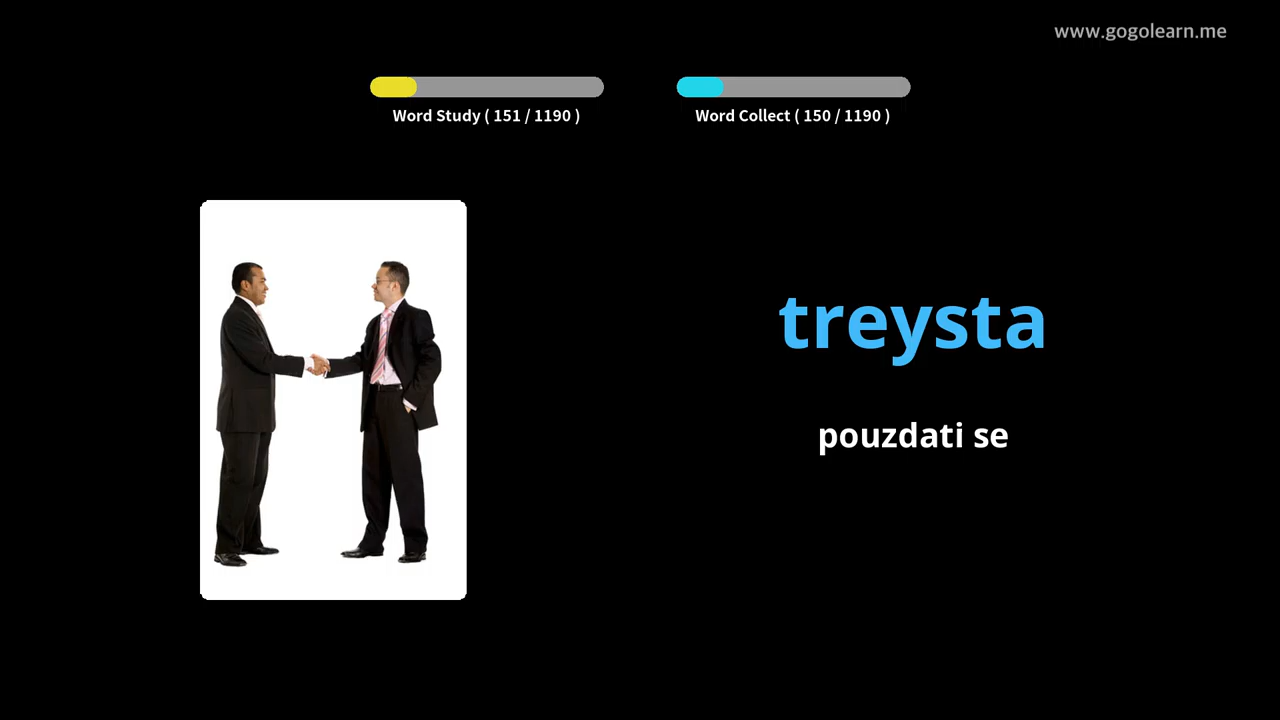 www.gogolearn.me
Word Study ( 151 / 1190 )
Word Collect ( 150 / 1190 )
treysta
pouzdati se